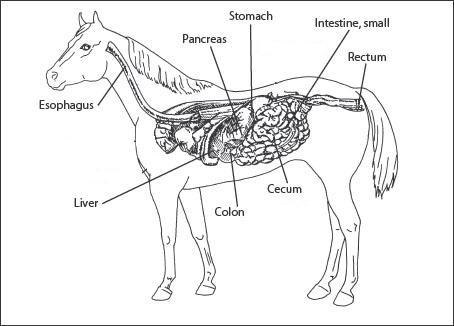 Stomach
Pancreas
Intestine, small
Rectum
Esophagus
Liver
Colon
Cecum